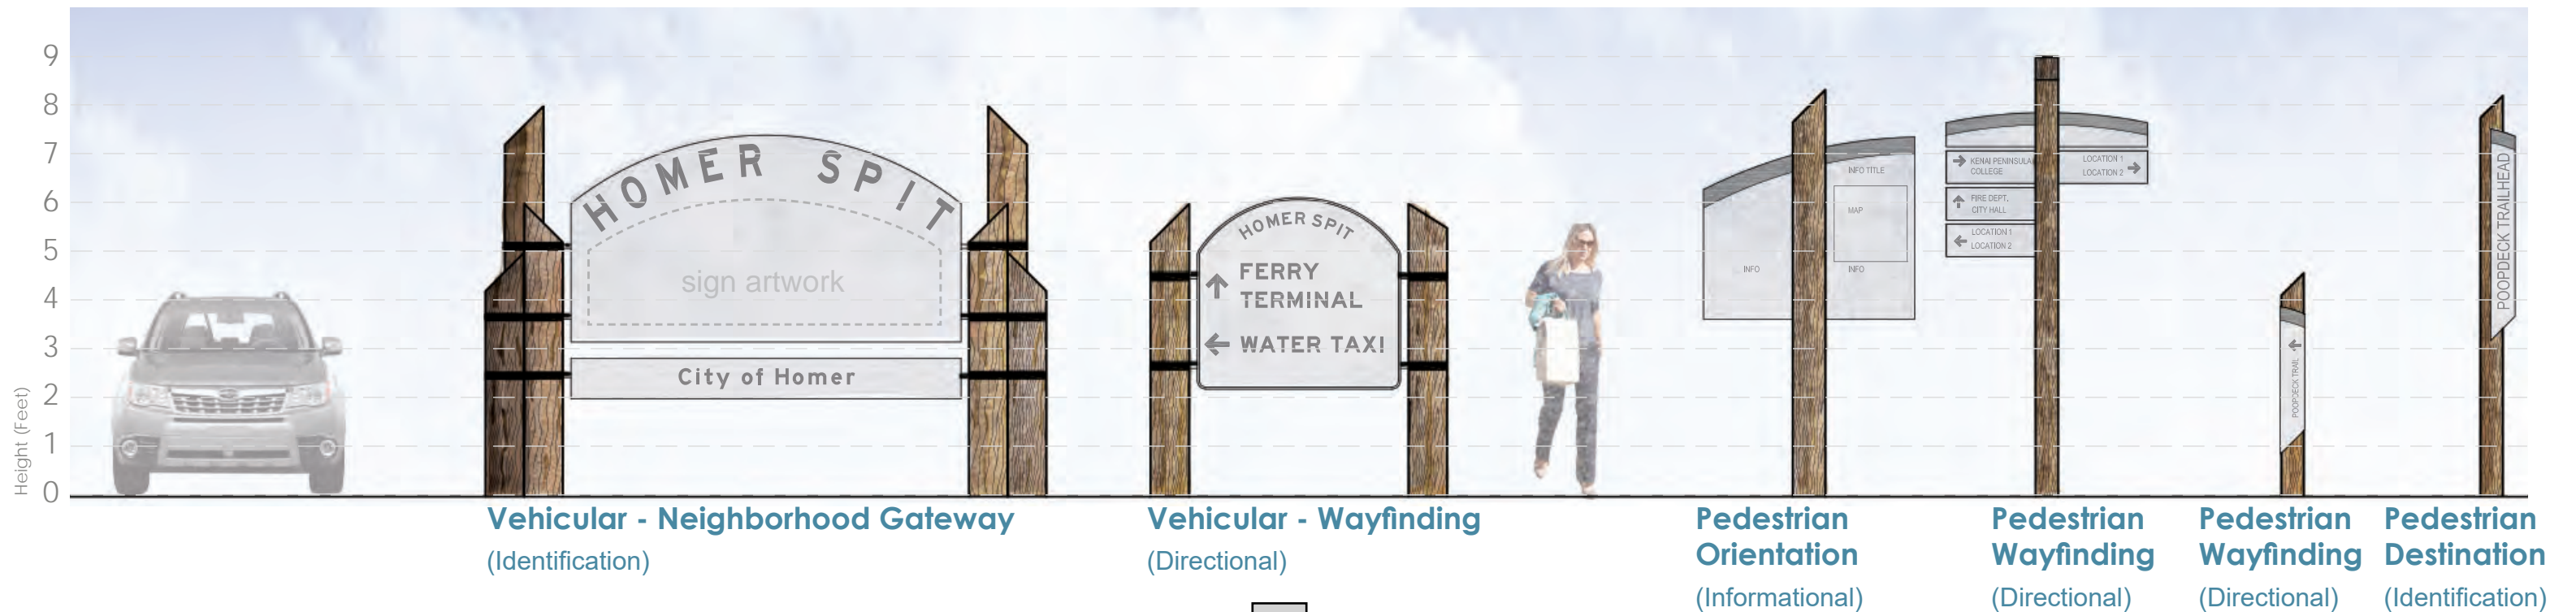 9
8
7
6
5
4
3
2
1
0
Height (Feet)
HOMER SPIT
sign artwork
City of Homer
HOMER SPIT
FERRY
TERMINAL
WATER TAXI
INFO TITLE
MAP
INFO
INFO
KENAI PENINSULA
COLLEGE
LOCATION 1
LOCATION 2
FIRE DEPT.
CITY HALL
LOCATION 1
LOCATION 2
POOPDECK TRAIL
POOPDECK TRAILHEAD
Vehicular - Neighborhood Gateway
(Identification)
Vehicular - Wayfinding
(Directional)
Pedestrian
Orientation
(Informational)
Pedestrian
Wayfinding
(Directional)
Pedestrian
Wayfinding
(Directional)
Pedestrian
Destination
(Identification)